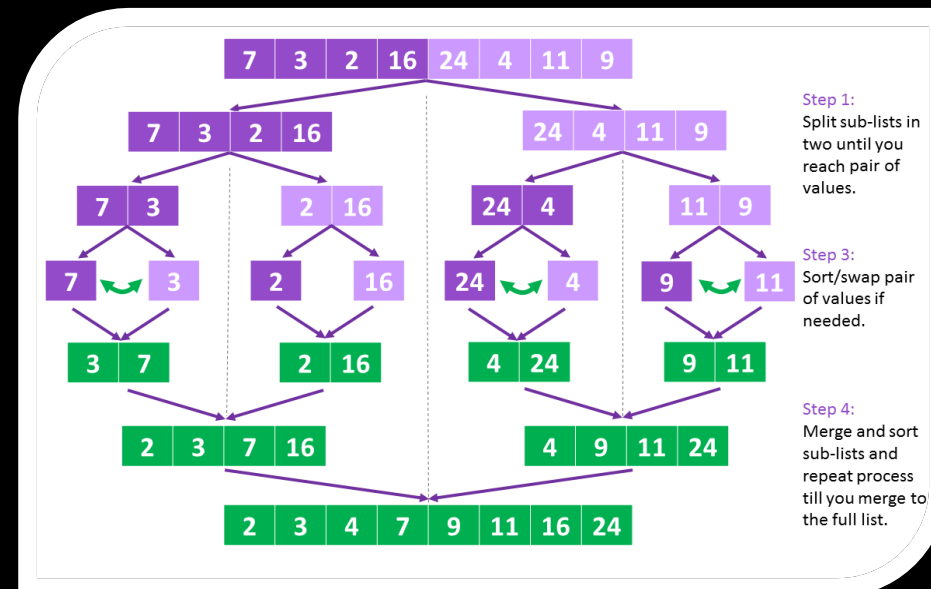 7 3 2 16 24 4 11 9
7 3 2 16
24 4 11 9
7 3
2 16
24 4
11 9
7
3
2
16
24
4
9
11
3 7
2 16
4 24
9 11
2 3 7 16
4 9 11 24
2 3 4 7 9 11 16 24
Step 1:
Split sub-lists in
two until you
reach pair of
values.
Step 3:
Sort/swap pair
of values if
needed.
Step 4:
Merge and sort
sub-lists and
repeat process
till you merge to
the full list.